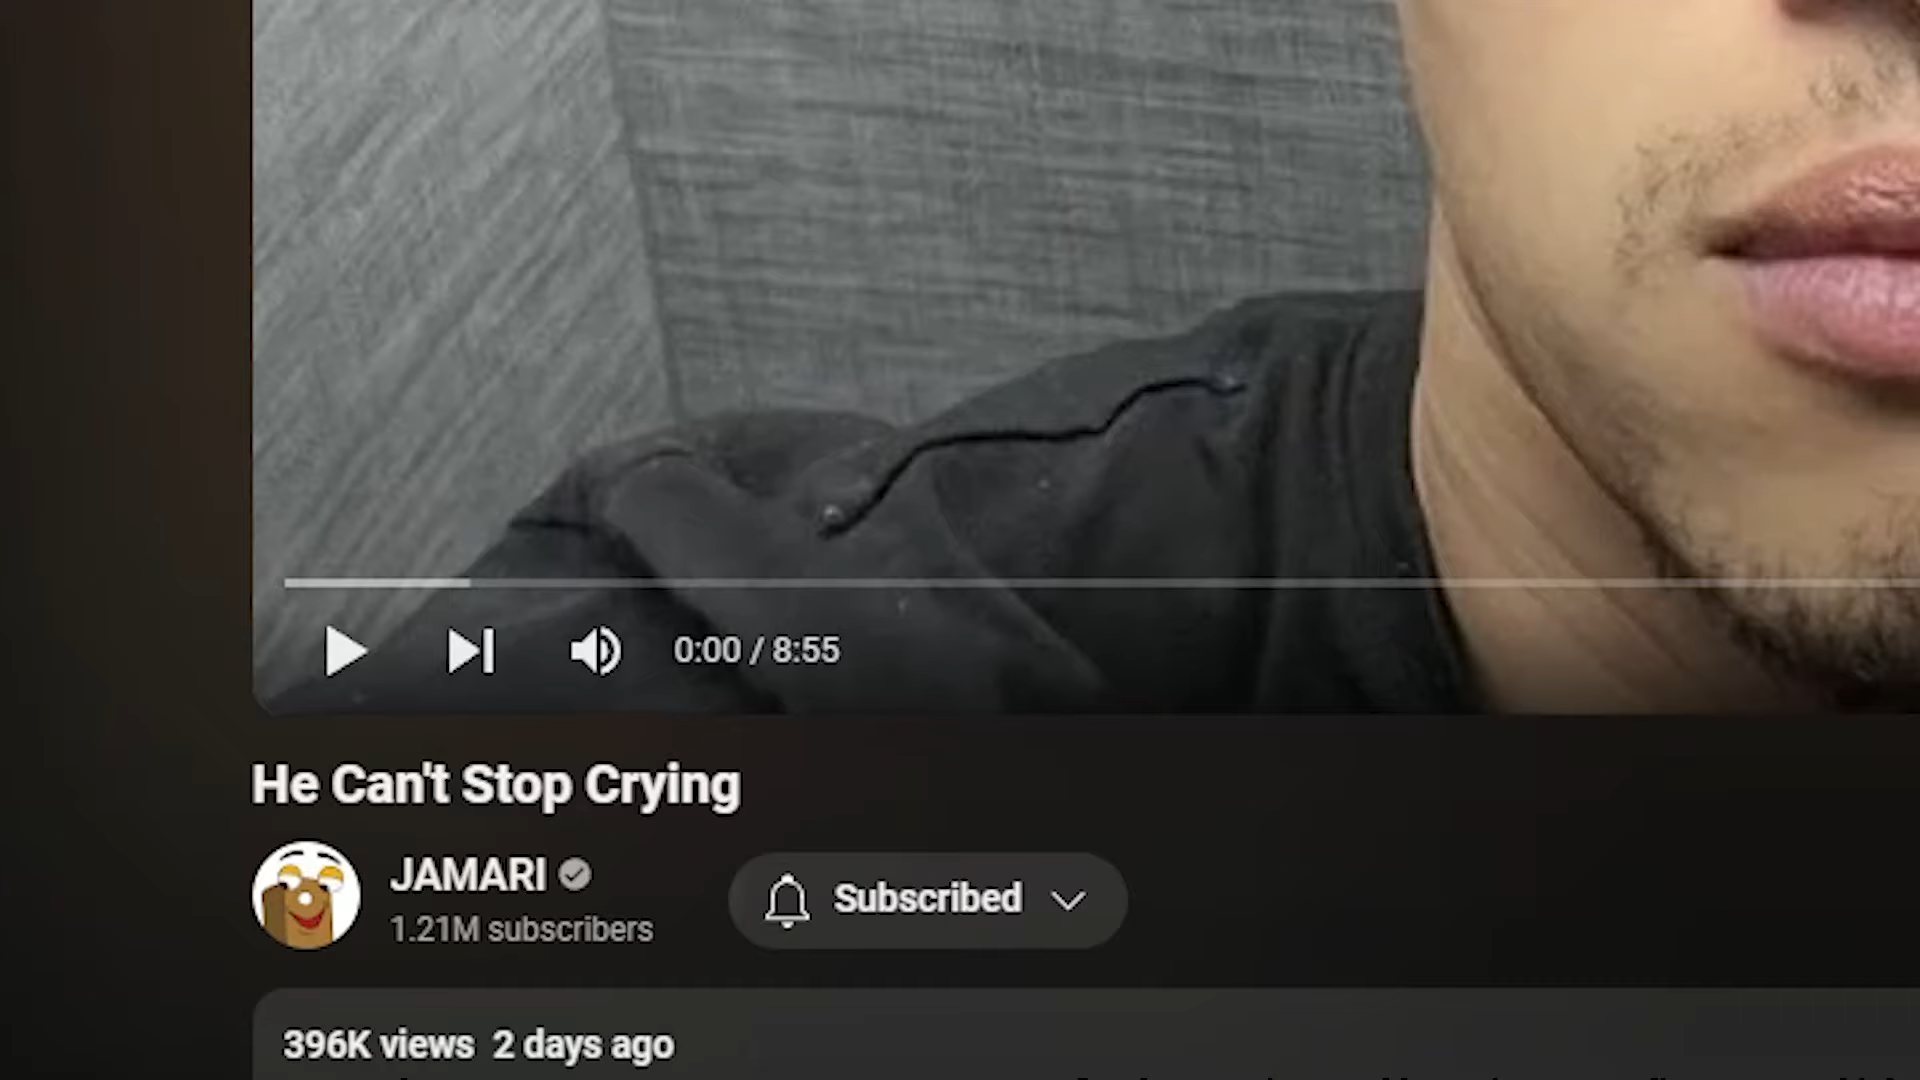 0:00 / 8:55
He Can't Stop Crying
JAMARI
1.21M subscribers
Subscribed
396K views 2 days ago